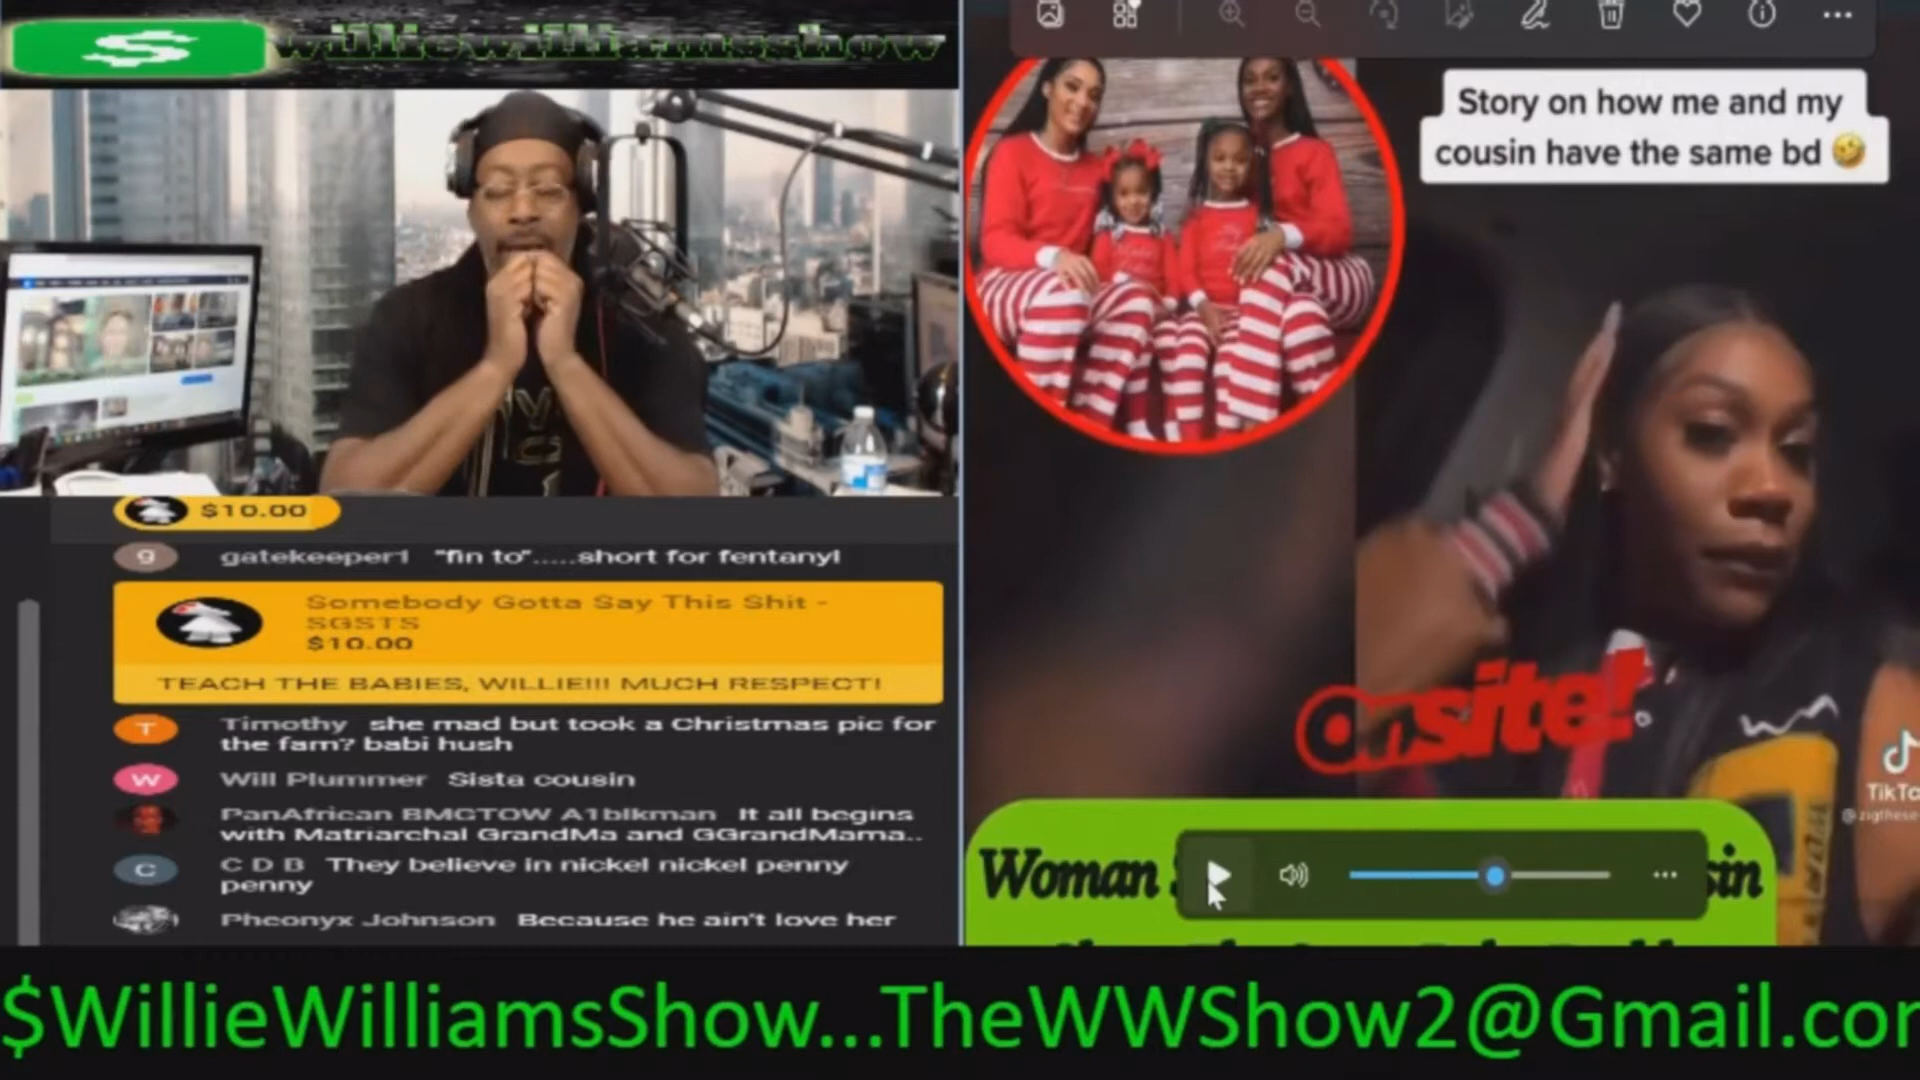 $ williewilliamsshow
$10.00
g gatekeeper1 "fin to".....short for fentanyl
Somebody Gotta Say This Shit -
SGSTS
$10.00
TEACH THE BABIES, WILLIE!!! MUCH RESPECT!
T Timothy she mad but took a Christmas pic for
the fam? babi hush
W Will Plummer Sista cousin
PanAfrican BMGTOW A1blkman It all begins
with Matriarchal GrandMa and GGrandMama..
C C D B They believe in nickel nickel penny
penny
Pheonyx Johnson Because he ain't love her
Story on how me and my
cousin have the same bd 🤣
Onsite!
TikTo
Woman
$WillieWilliamsShow...TheWWShow2@Gmail.cor